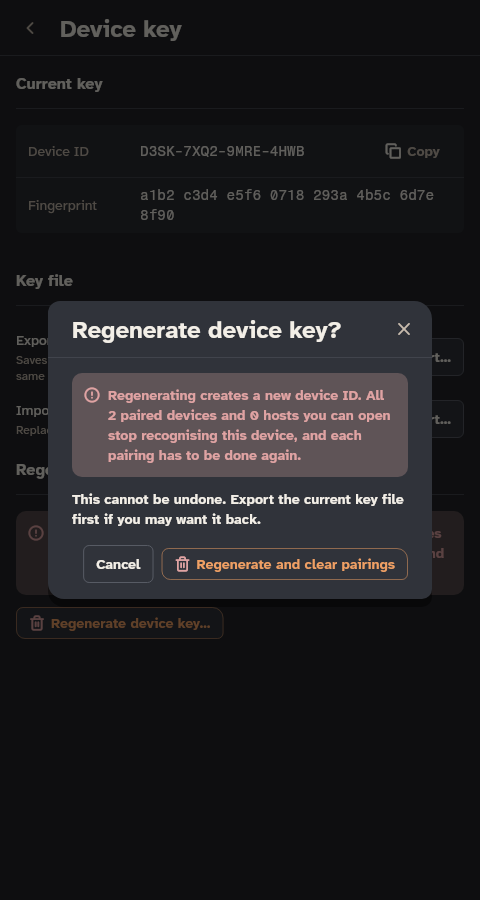 Device key
Current key
Device ID
D3SK-7XQ2-9MRE-4HWB
Copy
Fingerprint
a1b2 c3d4 e5f6 0718 293a 4b5c 6d7e
8f90
Key file
Regenerate device key?
Regenerating creates a new device ID. All
2 paired devices and 0 hosts you can open
stop recognising this device, and each
pairing has to be done again.
This cannot be undone. Export the current key file
first if you may want it back.
Cancel
Regenerate and clear pairings
Saves
same
Regenerate device key...